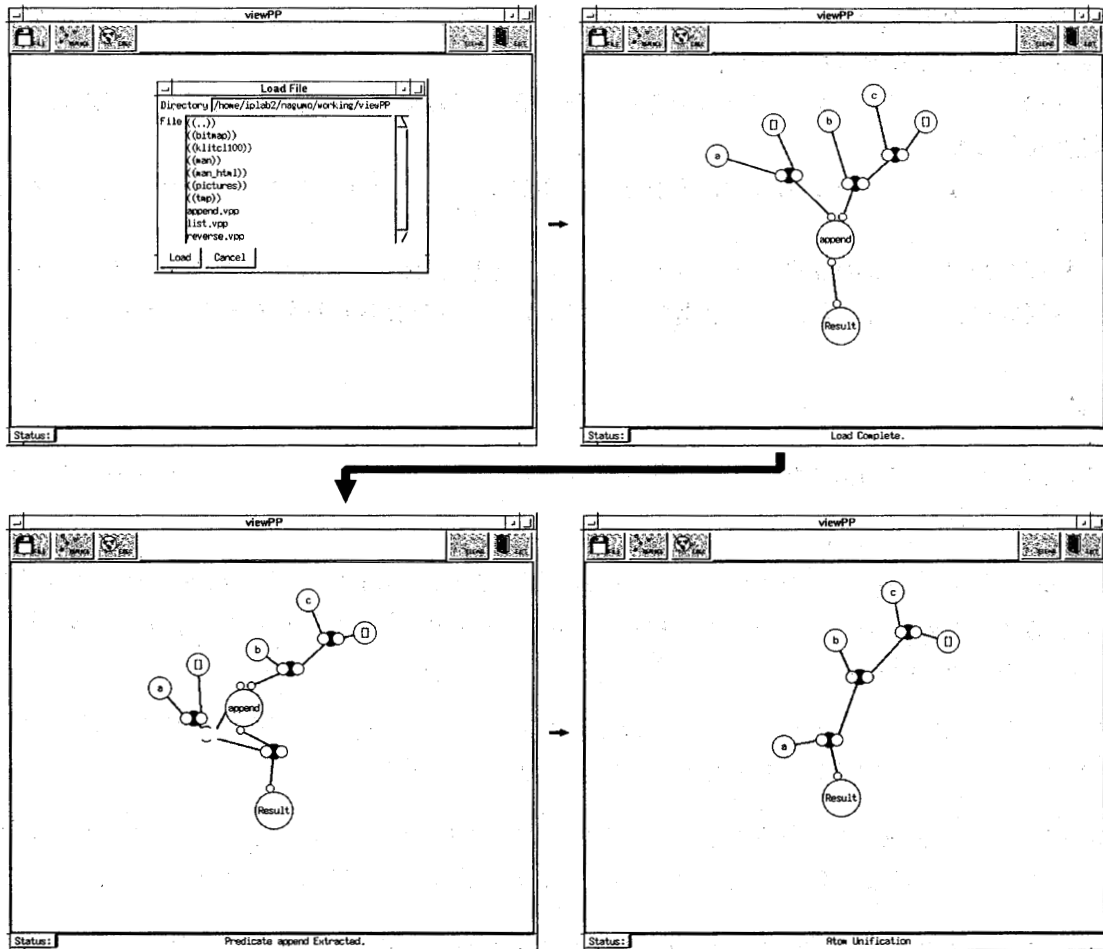 viewPP
Load File
Directory /home/iplab2/nagumo/working/viewPP
File ((..))
((bitmap))
((klitcl100))
((man))
((man_html))
((pictures))
((tmp))
append.vpp
list.vpp
reverse.vpp
Load Cancel
Status:
viewPP
c
[]
b
[]
a
append
Result
Status: Load Complete.
viewPP
c
[]
b
[]
a
append
Result
Status: Predicate append Extracted.
viewPP
c
b
[]
a
Result
Status: Atom Unification